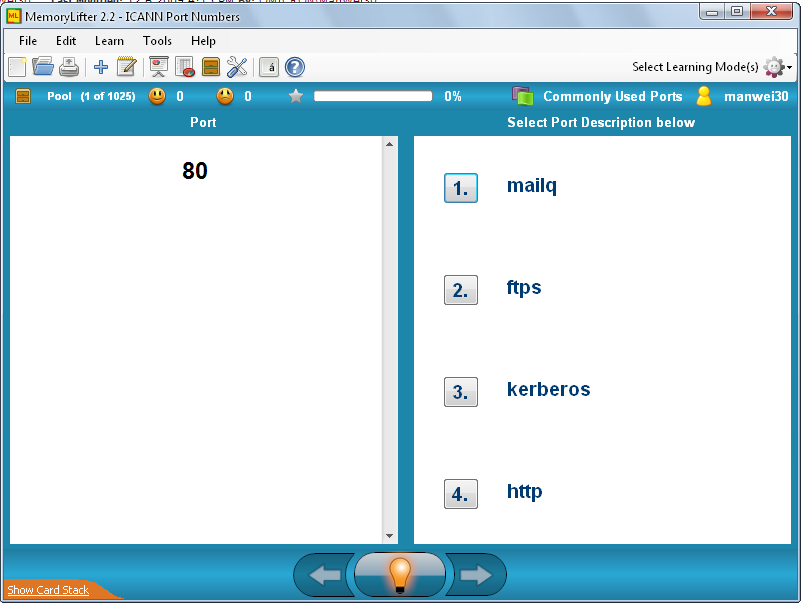 MemoryLifter 2.2 - ICANN Port Numbers
File Edit Learn Tools Help
á ? Select Learning Mode(s)
Pool (1 of 1025) 0 0 0% Commonly Used Ports manwei30
Port Select Port Description below
80
1. mailq
2. ftps
3. kerberos
4. http
Show Card Stack